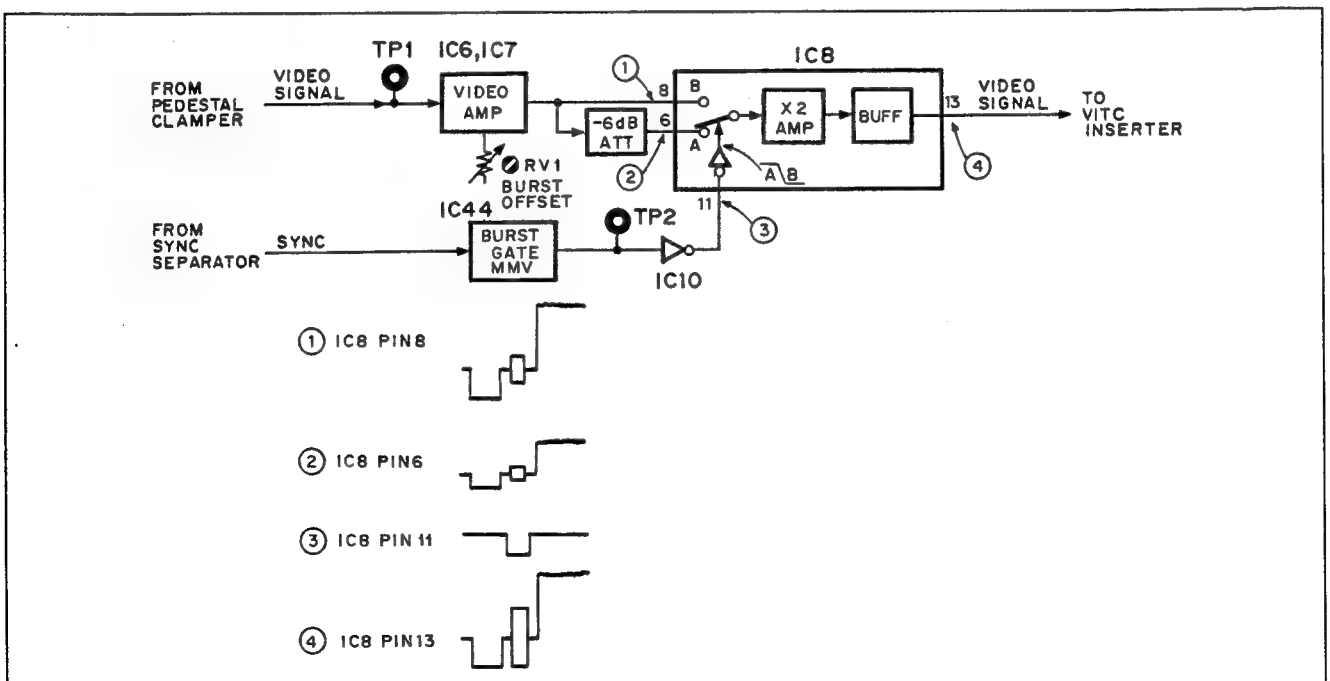 TP1 IC6,IC7 IC8
FROM
PEDESTAL
CLAMPER
VIDEO
SIGNAL
VIDEO
AMP
1
8 B
-6dB
ATT
6
A
2
X2
AMP
BUFF
13
VIDEO
SIGNAL
TO
VITC
INSERTER
4
A\B
11
3
RV1
BURST
OFFSET
FROM
SYNC
SEPARATOR
SYNC
IC44
BURST
GATE
MMV
TP2
IC10
1 IC8 PIN8
2 IC8 PIN6
3 IC8 PIN 11
4 IC8 PIN13